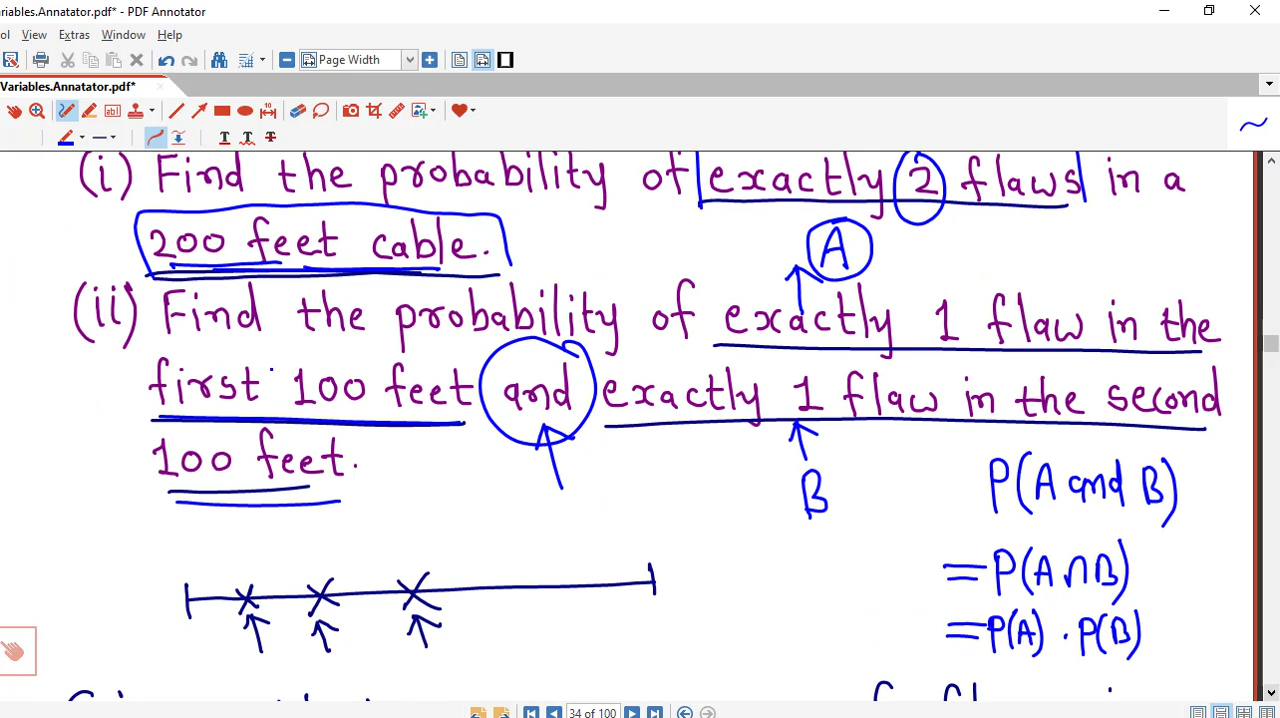 ariables.Annatator.pdf* - PDF Annotator
ol View Extras Window Help
Page Width
Variables.Annatator.pdf*
(i) Find the probability of exactly 2 flaws in a
200 feet cable.
A
(ii) Find the probability of exactly 1 flaw in the
first 100 feet and exactly 1 flaw in the second
100 feet.
B
P(A and B)
= P(A ∩ B)
= P(A) . P(B)
34 of 100